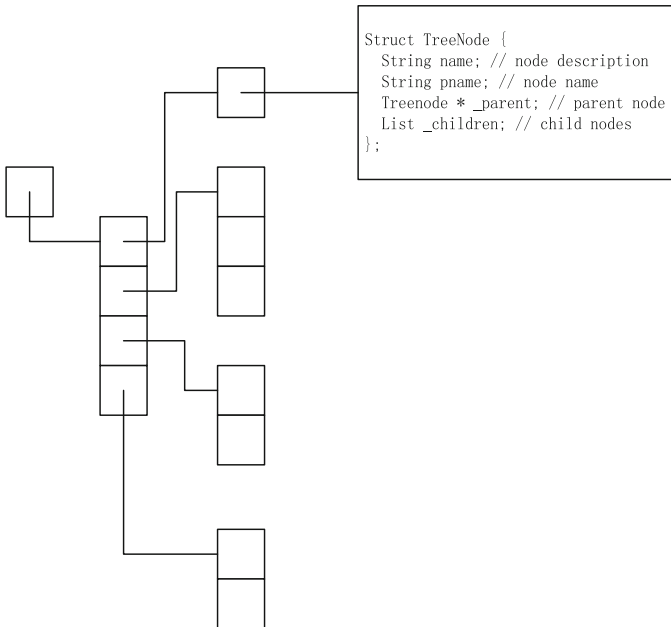 Struct TreeNode {
String name; // node description
String pname; // node name
Treenode * _parent; // parent node
List _children; // child nodes
};